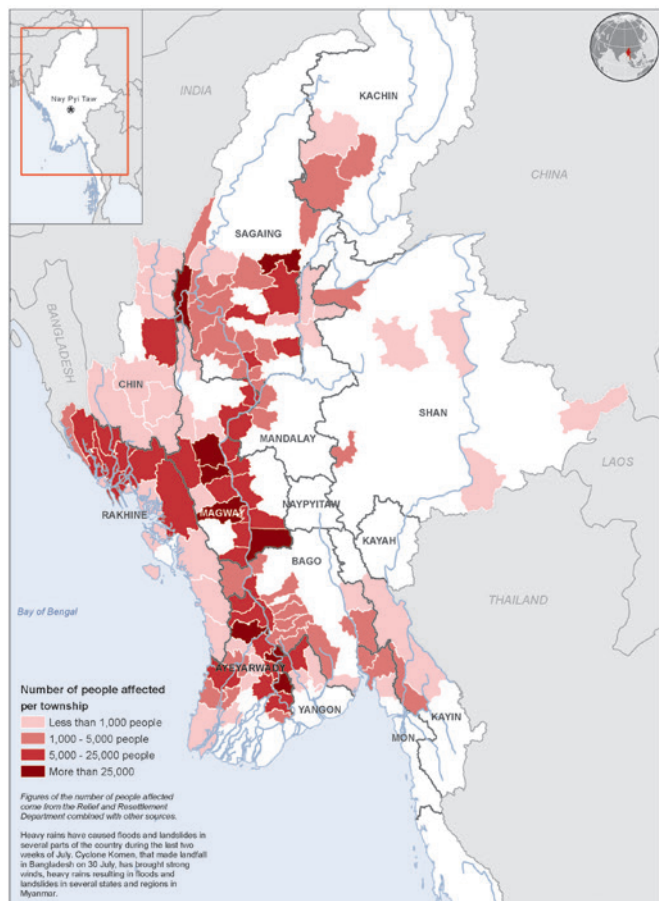 Nay Pyi Taw
INDIA
KACHIN
CHINA
SAGAING
BANGLADESH
CHIN
SHAN
MANDALAY
LAOS
RAKHINE
MAGWAY
NAYPYITAW
KAYAH
BAGO
THAILAND
Bay of Bengal
AYEYARWADY
YANGON
KAYIN
MON
Number of people affected
per township
Less than 1,000 people
1,000 - 5,000 people
5,000 - 25,000 people
More than 25,000
Figures of the number of people affected
come from the Relief and Resettlement
Department combined with other sources.
Heavy rains have caused floods and landslides in
several parts of the country during the last two
weeks of July. Cyclone Komen, that made landfall
in Bangladesh on 30 July, has brought strong
winds, heavy rains resulting in floods and
landslides in several states and regions in
Myanmar.